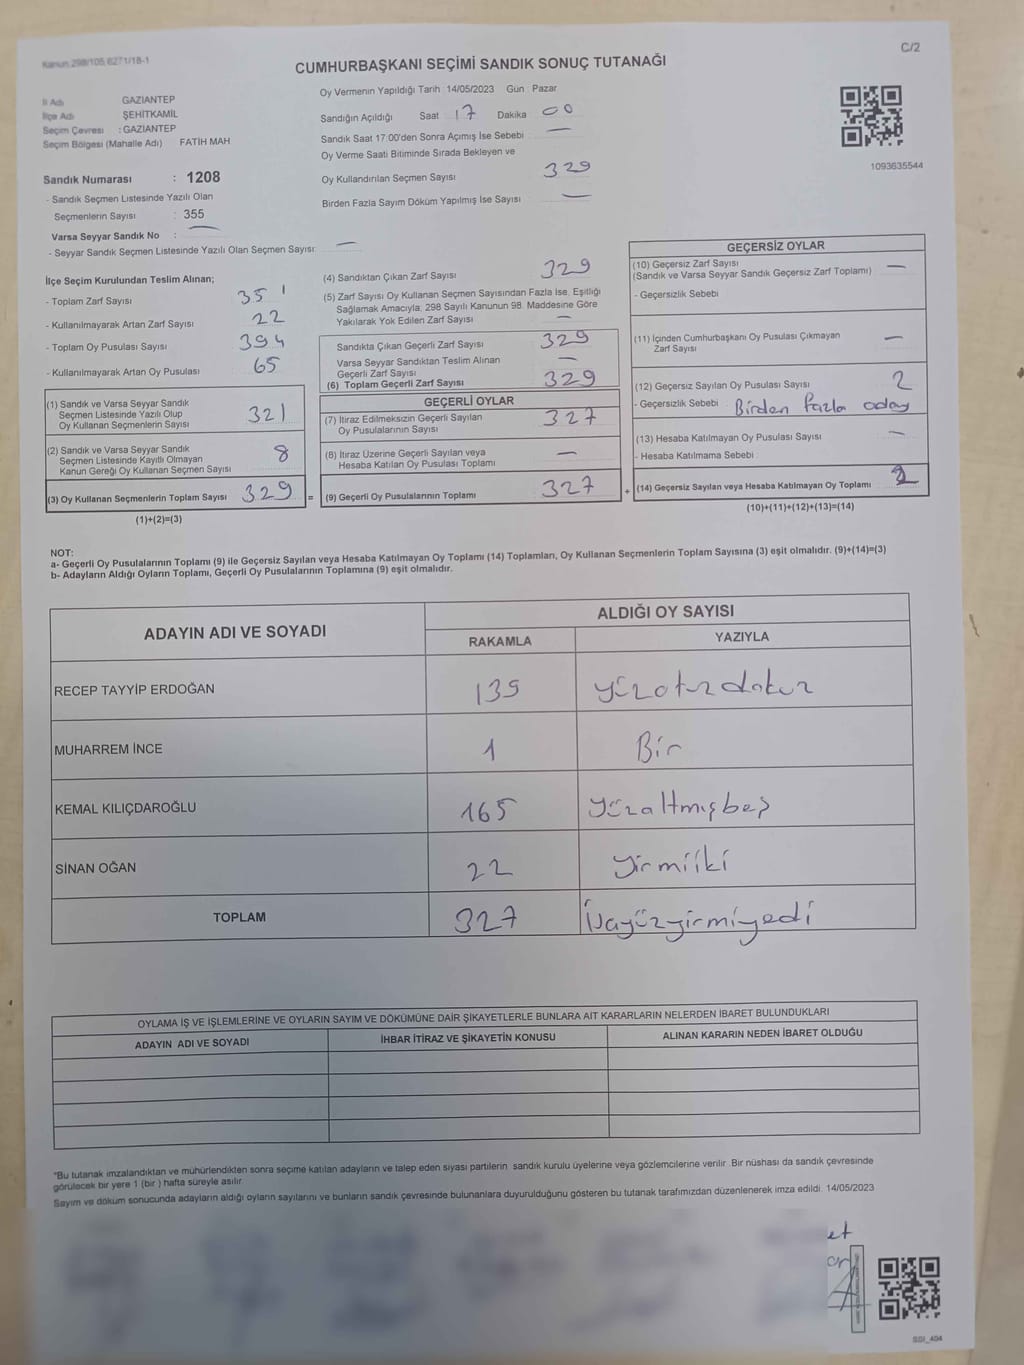 Kanun 298/105,6271/18-1
C/2
CUMHURBAŞKANI SEÇİMİ SANDIK SONUÇ TUTANAĞI
İl Adı GAZİANTEP
İlçe Adı ŞEHİTKAMİL
Seçim Çevresi : GAZİANTEP
Seçim Bölgesi (Mahalle Adı) FATİH MAH
Sandık Numarası : 1208
- Sandık Seçmen Listesinde Yazılı Olan
Seçmenlerin Sayısı : 355
Varsa Seyyar Sandık No : —
- Seyyar Sandık Seçmen Listesinde Yazılı Olan Seçmen Sayısı: —
Oy Vermenin Yapıldığı Tarih : 14/05/2023 Gün : Pazar
Sandığın Açıldığı Saat 17 Dakika 00
Sandık Saat 17:00'den Sonra Açımış İse Sebebi —
Oy Verme Saati Bitiminde Sırada Bekleyen ve
Oy Kullandırılan Seçmen Sayısı 329
Birden Fazla Sayım Döküm Yapılmış İse Sayısı —
1093635544
İlçe Seçim Kurulundan Teslim Alınan;
- Toplam Zarf Sayısı 351
- Kullanılmayarak Artan Zarf Sayısı 22
- Toplam Oy Pusulası Sayısı 394
- Kullanılmayarak Artan Oy Pusulası 65
(1) Sandık ve Varsa Seyyar Sandık
Seçmen Listesinde Yazılı Olup
Oy Kullanan Seçmenlerin Sayısı 321
(2) Sandık ve Varsa Seyyar Sandık
Seçmen Listesinde Kayıtlı Olmayan
Kanun Gereği Oy Kullanan Seçmen Sayısı 8
(3) Oy Kullanan Seçmenlerin Toplam Sayısı 329 =
(1)+(2)=(3)
(4) Sandıktan Çıkan Zarf Sayısı 329
(5) Zarf Sayısı Oy Kullanan Seçmen Sayısından Fazla İse, Eşitliği
Sağlamak Amacıyla, 298 Sayılı Kanunun 98. Maddesine Göre
Yakılarak Yok Edilen Zarf Sayısı —
Sandıkta Çıkan Geçerli Zarf Sayısı 329
Varsa Seyyar Sandıktan Teslim Alınan
Geçerli Zarf Sayısı —
(6) Toplam Geçerli Zarf Sayısı 329
GEÇERLİ OYLAR
(7) İtiraz Edilmeksizin Geçerli Sayılan
Oy Pusulalarının Sayısı 327
(8) İtiraz Üzerine Geçerli Sayılan veya
Hesaba Katılan Oy Pusulası Toplamı —
(9) Geçerli Oy Pusulalarının Toplamı 327 +
GEÇERSİZ OYLAR
(10) Geçersiz Zarf Sayısı —
(Sandık ve Varsa Seyyar Sandık Geçersiz Zarf Toplamı)
- Geçersizlik Sebebi
(11) İçinden Cumhurbaşkanı Oy Pusulası Çıkmayan
Zarf Sayısı —
(12) Geçersiz Sayılan Oy Pusulası Sayısı 2
- Geçersizlik Sebebi : Birden fazla aday
(13) Hesaba Katılmayan Oy Pusulası Sayısı —
- Hesaba Katılmama Sebebi
(14) Geçersiz Sayılan veya Hesaba Katılmayan Oy Toplamı 2
(10)+(11)+(12)+(13)=(14)
NOT:
a- Geçerli Oy Pusulalarının Toplamı (9) ile Geçersiz Sayılan veya Hesaba Katılmayan Oy Toplamı (14) Toplamları, Oy Kullanan Seçmenlerin Toplam Sayısına (3) eşit olmalıdır. (9)+(14)=(3)
b- Adayların Aldığı Oyların Toplamı, Geçerli Oy Pusulalarının Toplamına (9) eşit olmalıdır.
ADAYIN ADI VE SOYADI ALDIĞI OY SAYISI
RAKAMLA YAZIYLA
RECEP TAYYİP ERDOĞAN 139 yüzotuzdokuz
MUHARREM İNCE 1 Bir
KEMAL KILIÇDAROĞLU 165 yüzaltmışbeş
SİNAN OĞAN 22 yirmiiki
TOPLAM 327 üçyüzyirmiyedi
OYLAMA İŞ VE İŞLEMLERİNE VE OYLARIN SAYIM VE DÖKÜMÜNE DAİR ŞİKAYETLERLE BUNLARA AİT KARARLARIN NELERDEN İBARET BULUNDUKLARI
ADAYIN ADI VE SOYADI İHBAR İTİRAZ VE ŞİKAYETİN KONUSU ALINAN KARARIN NEDEN İBARET OLDUĞU
*Bu tutanak imzalandıktan ve mühürlendikten sonra seçime katılan adayların ve talep eden siyasi partilerin sandık kurulu üyelerine veya gözlemcilerine verilir. Bir nüshası da sandık çevresinde
görülecek bir yere 1 (bir ) hafta süreyle asılır.
Sayım ve döküm sonucunda adayların aldığı oyların sayılarını ve bunların sandık çevresinde bulunanlara duyurulduğunu gösteren bu tutanak tarafımızdan düzenlenerek imza edildi. 14/05/2023
et
or
SSI_494